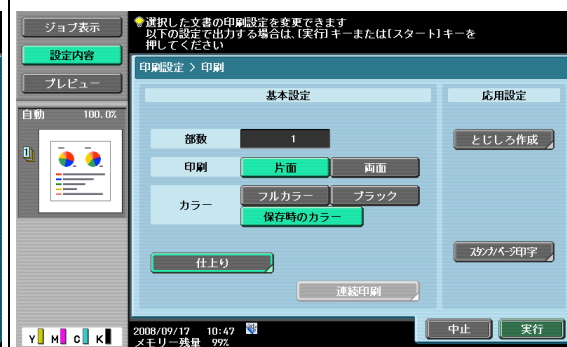 ジョブ表示
設定内容
プレビュー
自動 100.0%
選択した文書の印刷設定を変更できます
以下の設定で出力する場合は、[実行]キーまたは[スタート]キーを
押してください
印刷設定 > 印刷
基本設定
部数 1
印刷 片面 両面
カラー フルカラー ブラック
保存時のカラー
仕上り
連続印刷
応用設定
とじしろ作成
スタンプ/ページ印字
Y M C K
2008/09/17 10:47
メモリー残量 99%
中止 実行